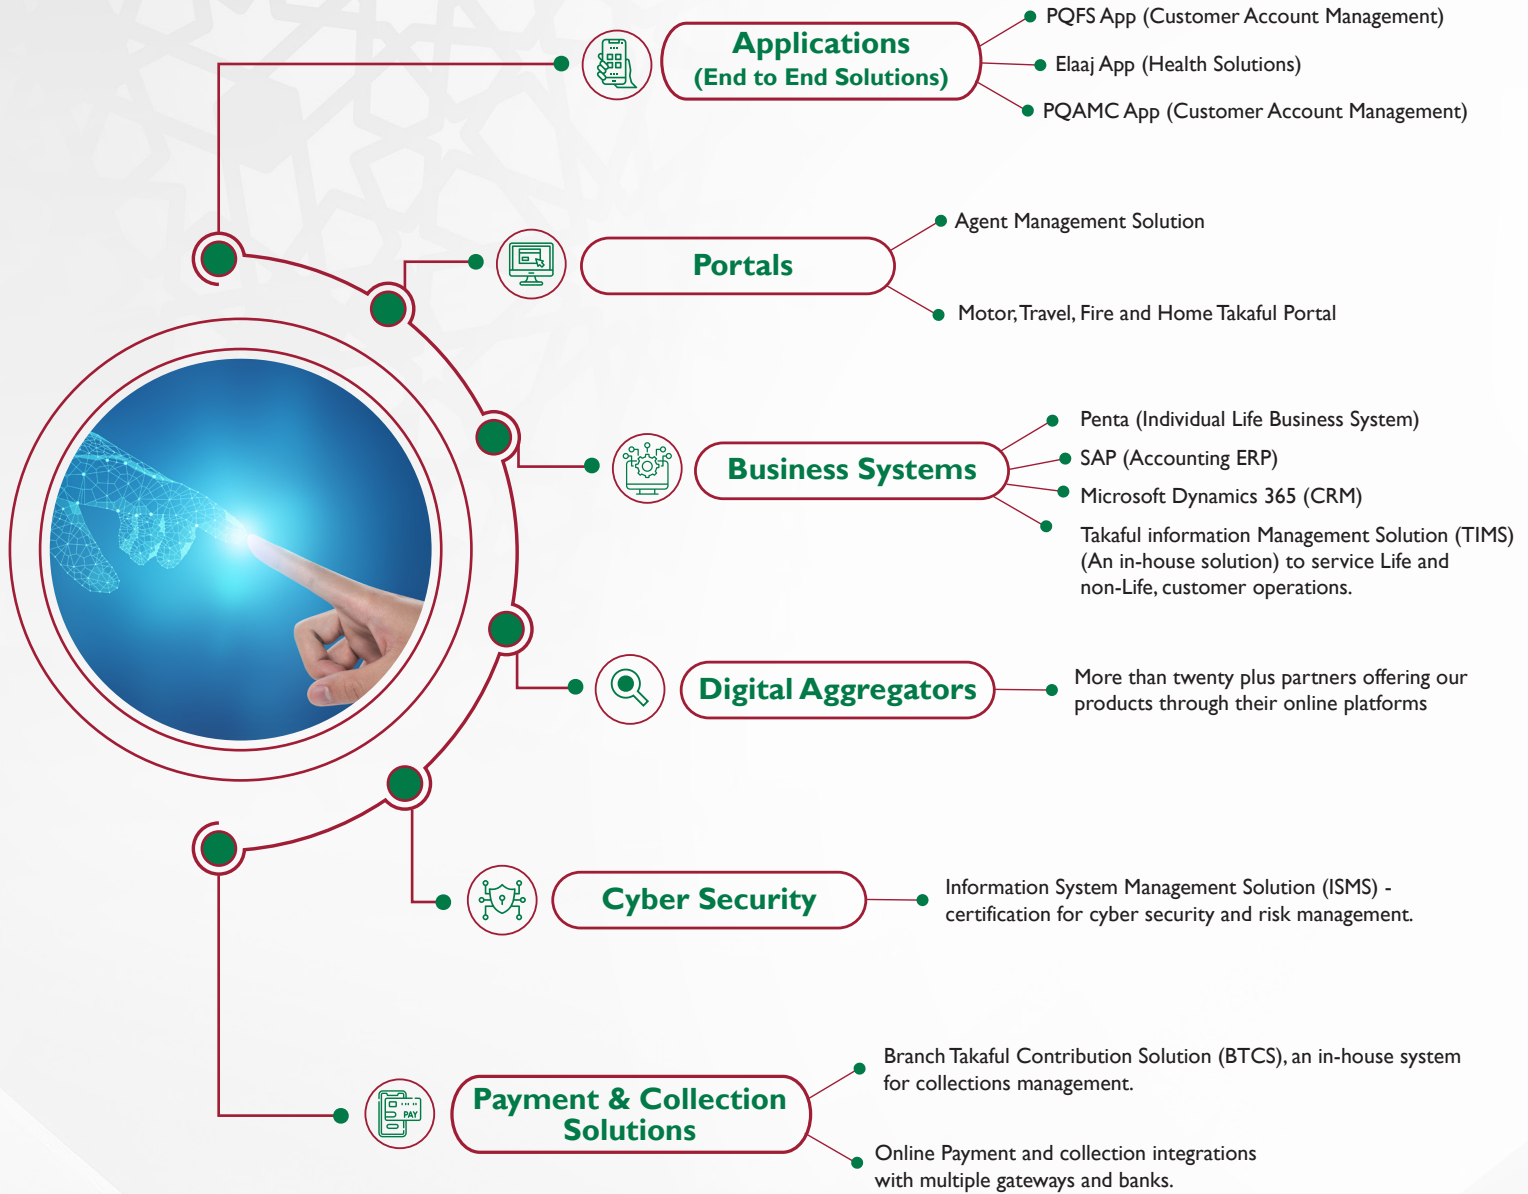 Applications
(End to End Solutions)
PQFS App (Customer Account Management)
Elaaj App (Health Solutions)
PQAMC App (Customer Account Management)
Portals
Agent Management Solution
Motor, Travel, Fire and Home Takaful Portal
Business Systems
Penta (Individual Life Business System)
SAP (Accounting ERP)
Microsoft Dynamics 365 (CRM)
Takaful information Management Solution (TIMS)
(An in-house solution) to service Life and
non-Life, customer operations.
Digital Aggregators
More than twenty plus partners offering our
products through their online platforms
Cyber Security
Information System Management Solution (ISMS) -
certification for cyber security and risk management.
PAY
Payment & Collection
Solutions
Branch Takaful Contribution Solution (BTCS), an in-house system
for collections management.
Online Payment and collection integrations
with multiple gateways and banks.